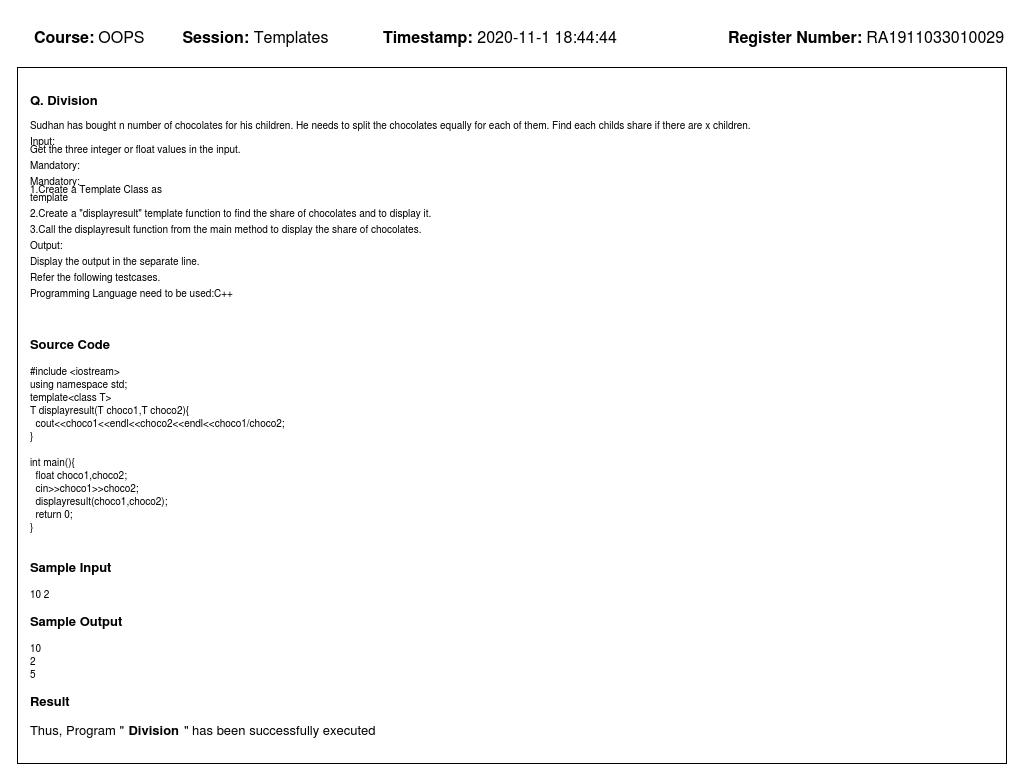 Course: OOPS Session: Templates Timestamp: 2020-11-1 18:44:44 Register Number: RA1911033010029
Q. Division
Sudhan has bought n number of chocolates for his children. He needs to split the chocolates equally for each of them. Find each childs share if there are x children.
Input:
Get the three integer or float values in the input.
Mandatory:
Mandatory:
1.Create a Template Class as
template
2.Create a "displayresult" template function to find the share of chocolates and to display it.
3.Call the displayresult function from the main method to display the share of chocolates.
Output:
Display the output in the separate line.
Refer the following testcases.
Programming Language need to be used:C++
Source Code
#include <iostream>
using namespace std;
template<class T>
T displayresult(T choco1,T choco2){
  cout<<choco1<<endl<<choco2<<endl<<choco1/choco2;
}
int main(){
  float choco1,choco2;
  cin>>choco1>>choco2;
  displayresult(choco1,choco2);
  return 0;
}
Sample Input
10 2
Sample Output
10
2
5
Result
Thus, Program " Division " has been successfully executed